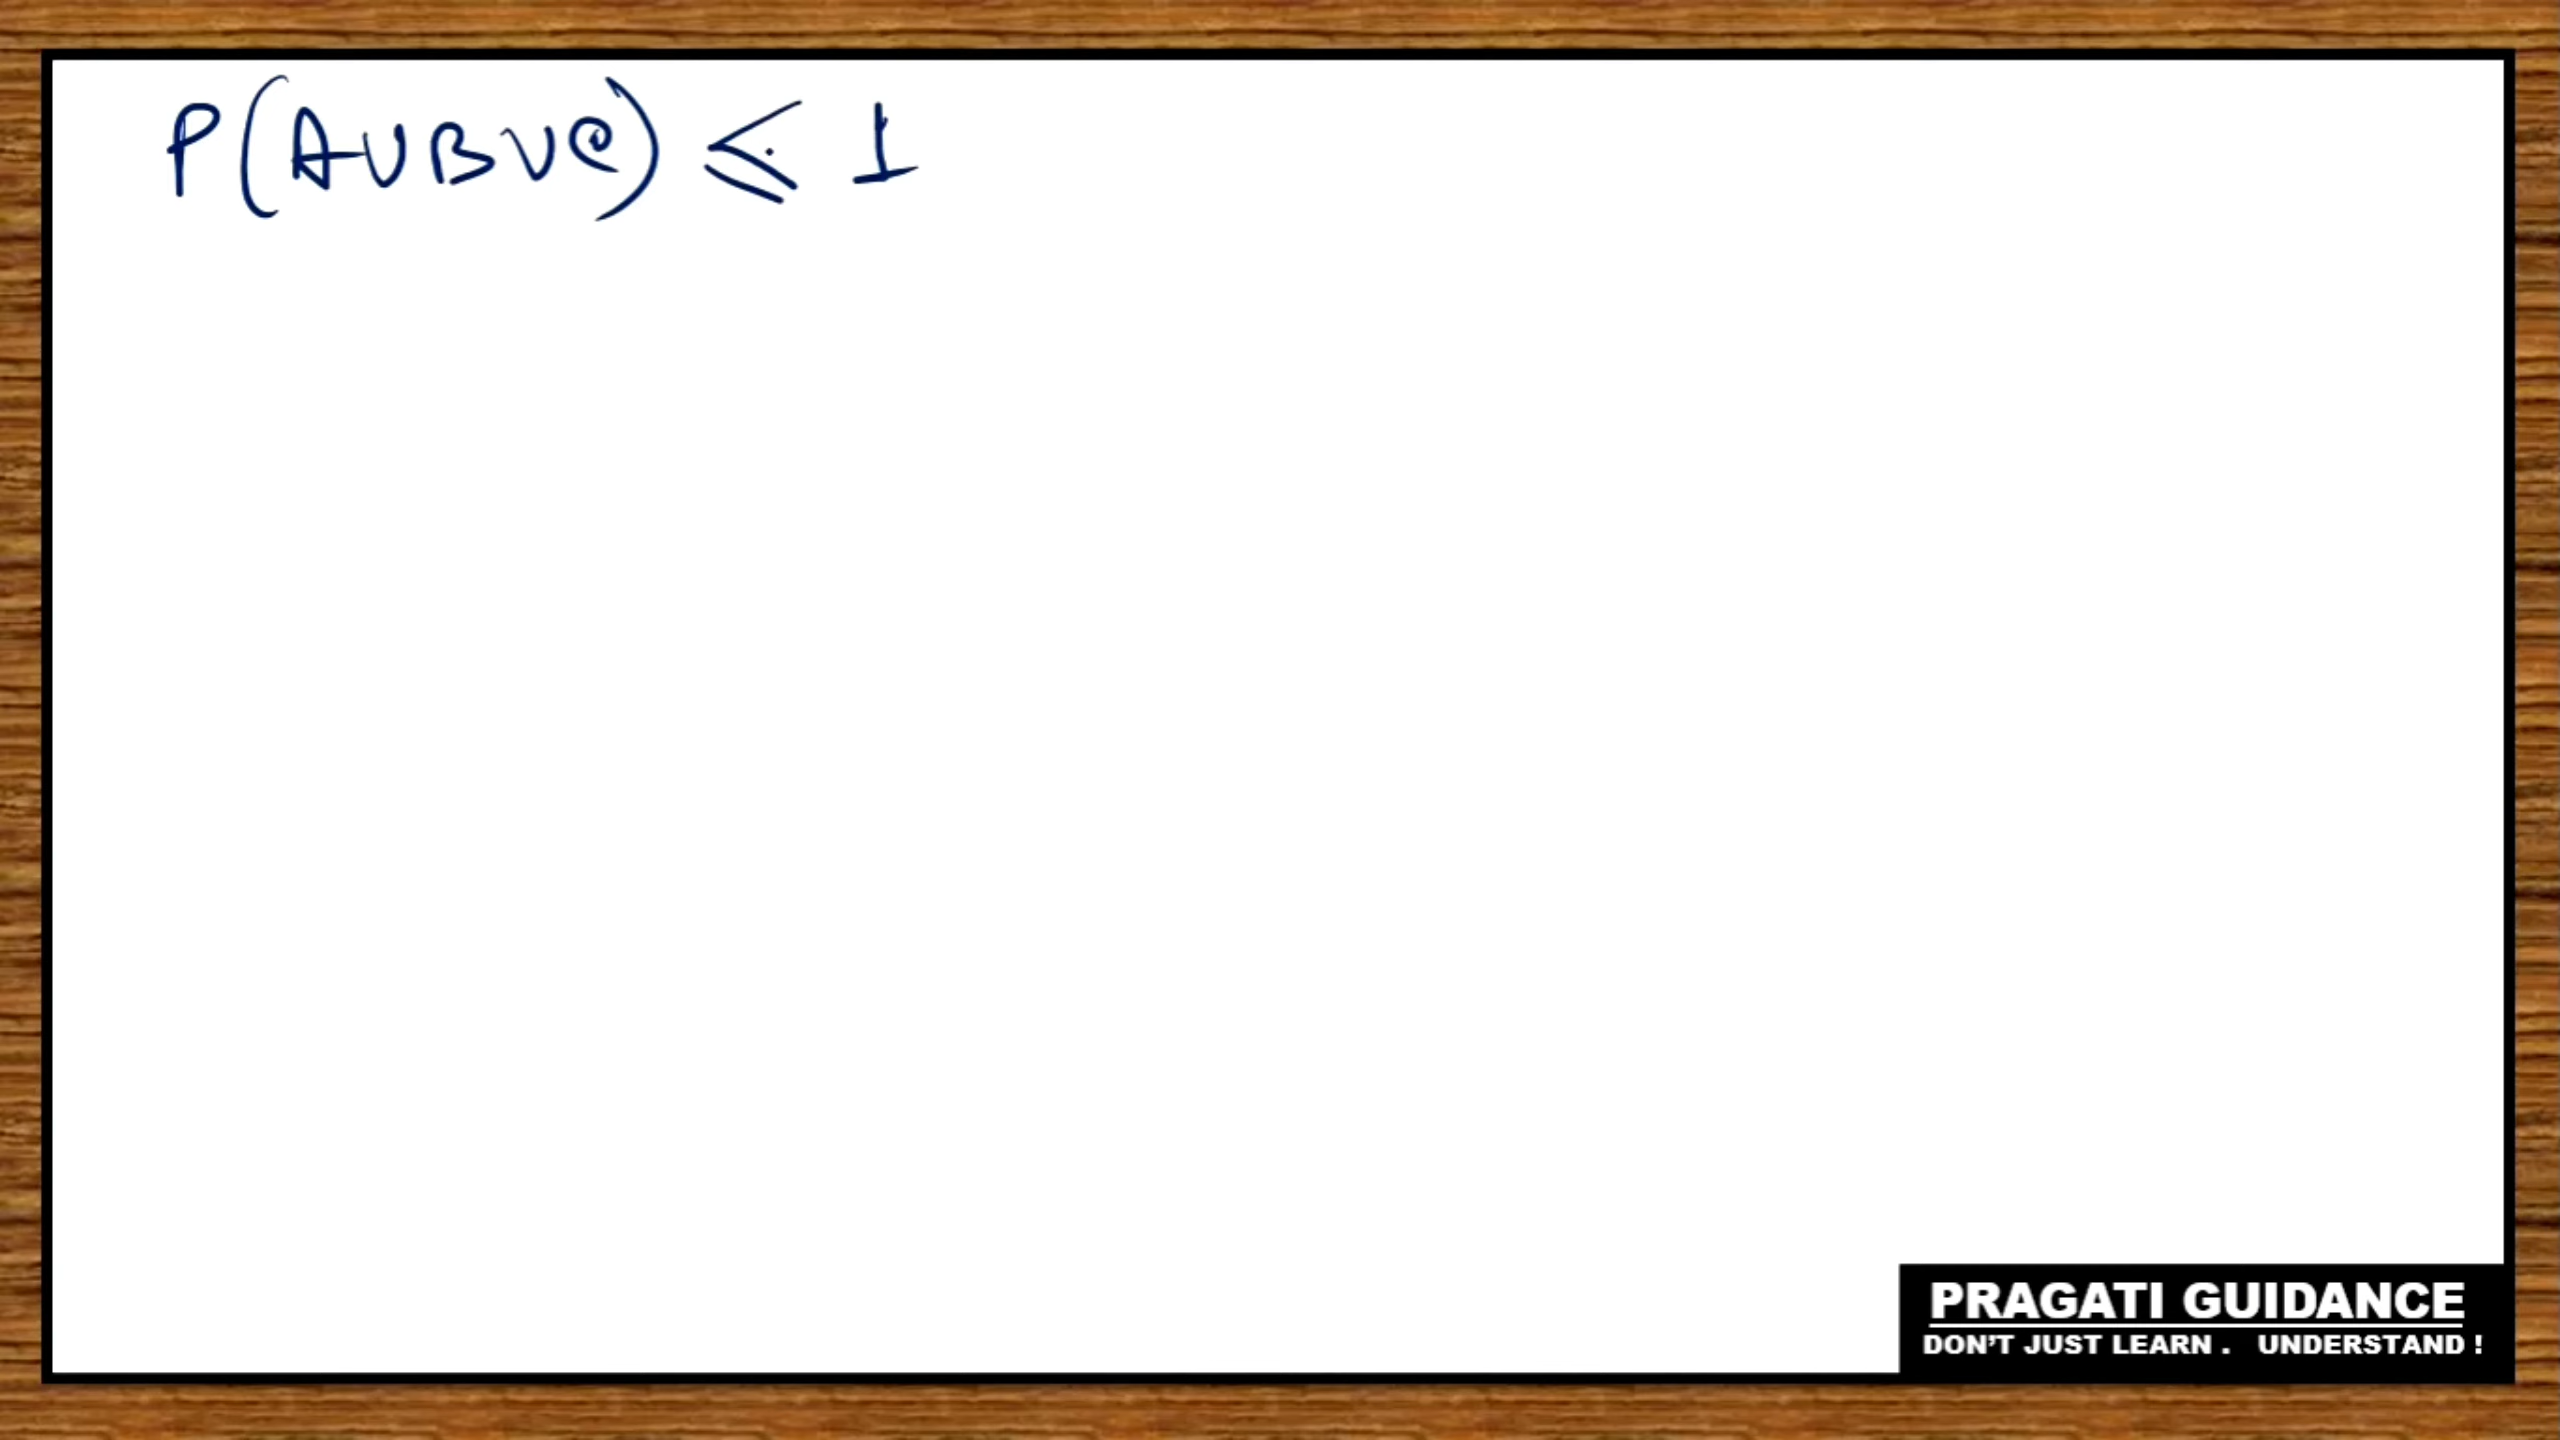 P(A∪B∪C) ≤ 1
PRAGATI GUIDANCE
DON'T JUST LEARN . UNDERSTAND !